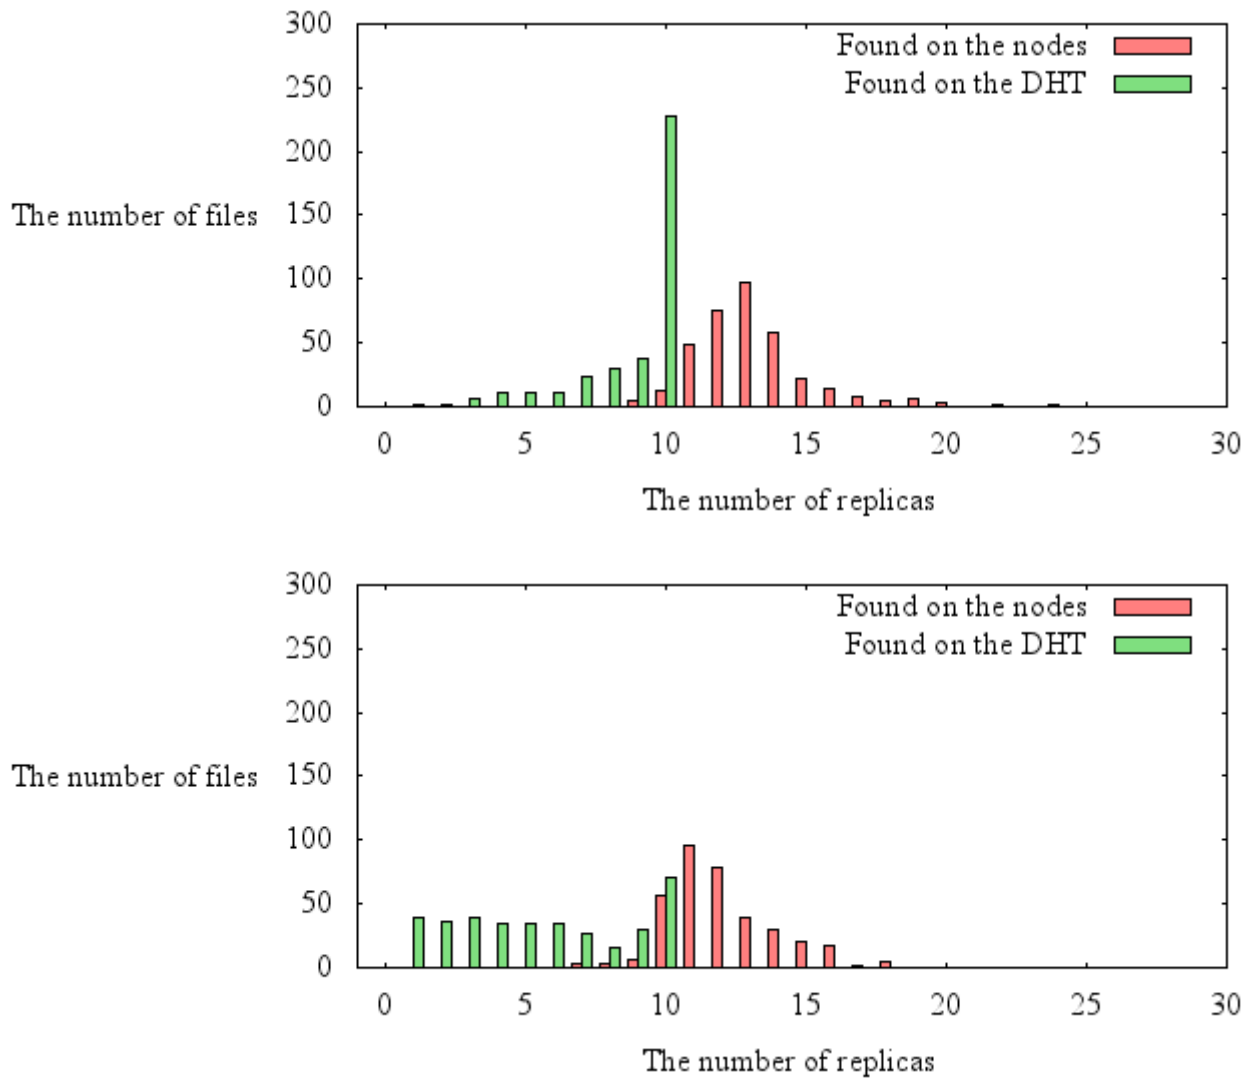 300
Found on the nodes
250
Found on the DHT
200
The number of files
150
100
50
0
0 5 10 15 20 25 30
The number of replicas
300
Found on the nodes
250
Found on the DHT
200
The number of files
150
100
50
0
0 5 10 15 20 25 30
The number of replicas